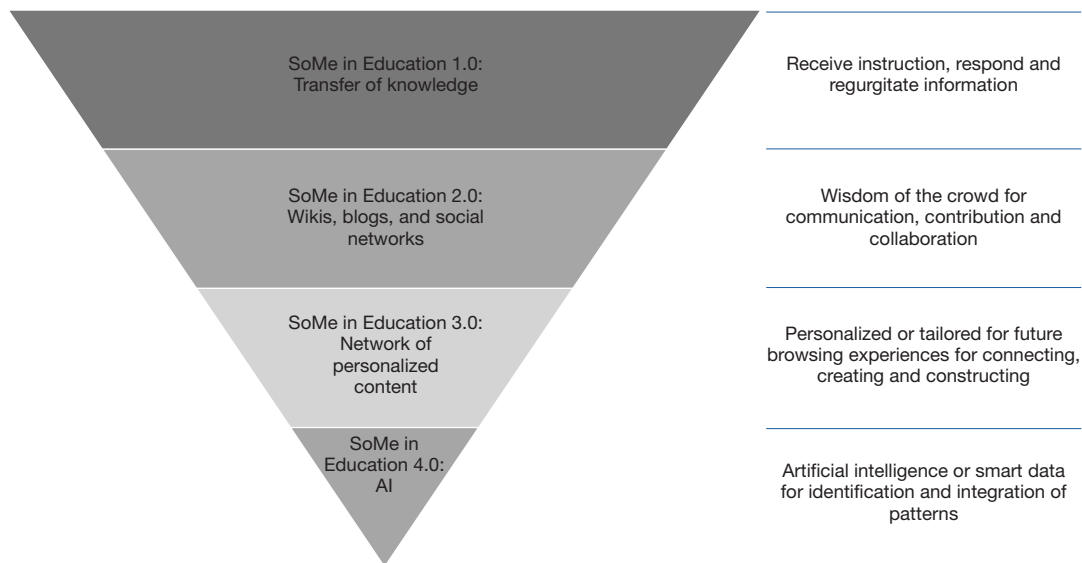 SoMe in Education 1.0:
Transfer of knowledge
Receive instruction, respond and
regurgitate information
SoMe in Education 2.0:
Wikis, blogs, and social
networks
Wisdom of the crowd for
communication, contribution and
collaboration
SoMe in Education 3.0:
Network of
personalized
content
Personalized or tailored for future
browsing experiences for connecting,
creating and constructing
SoMe in
Education 4.0:
AI
Artificial intelligence or smart data
for identification and integration of
patterns